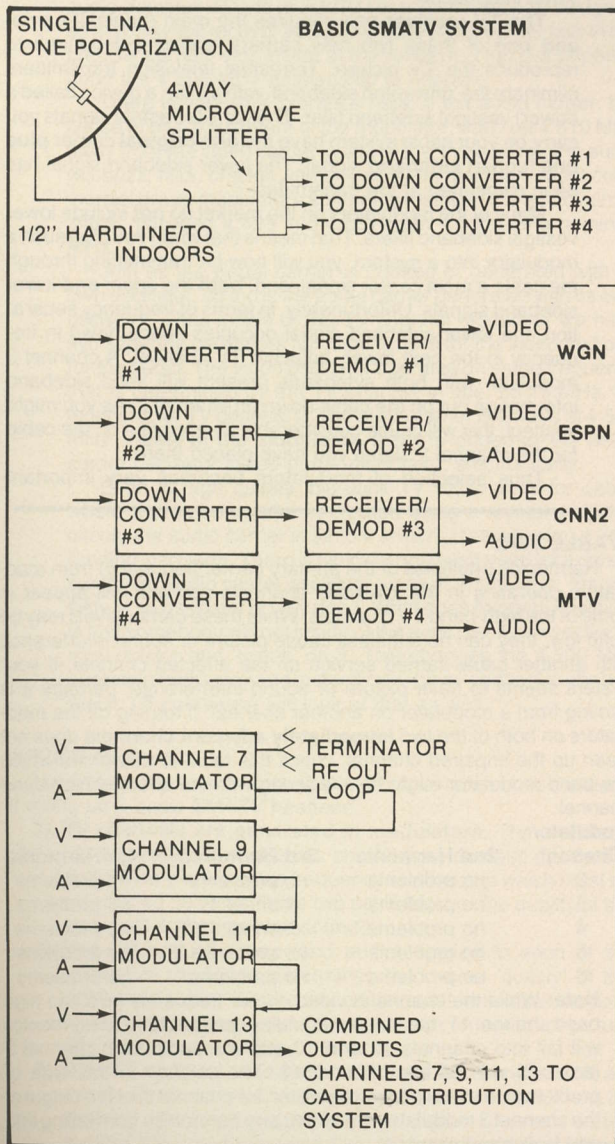 BASIC SMATV SYSTEM
SINGLE LNA,
ONE POLARIZATION
4-WAY
MICROWAVE
SPLITTER
TO DOWN CONVERTER #1
TO DOWN CONVERTER #2
TO DOWN CONVERTER #3
TO DOWN CONVERTER #4
1/2'' HARDLINE/TO
INDOORS
DOWN
CONVERTER
#1
RECEIVER/
DEMOD #1
VIDEO
AUDIO
WGN
DOWN
CONVERTER
#2
RECEIVER/
DEMOD #2
VIDEO
AUDIO
ESPN
DOWN
CONVERTER
#3
RECEIVER/
DEMOD #3
VIDEO
AUDIO
CNN2
DOWN
CONVERTER
#4
RECEIVER/
DEMOD #4
VIDEO
AUDIO
MTV
V
A
CHANNEL 7
MODULATOR
TERMINATOR
RF OUT
LOOP
V
A
CHANNEL 9
MODULATOR
V
A
CHANNEL 11
MODULATOR
V
A
CHANNEL 13
MODULATOR
COMBINED
OUTPUTS
CHANNELS 7, 9, 11, 13 TO
CABLE DISTRIBUTION
SYSTEM